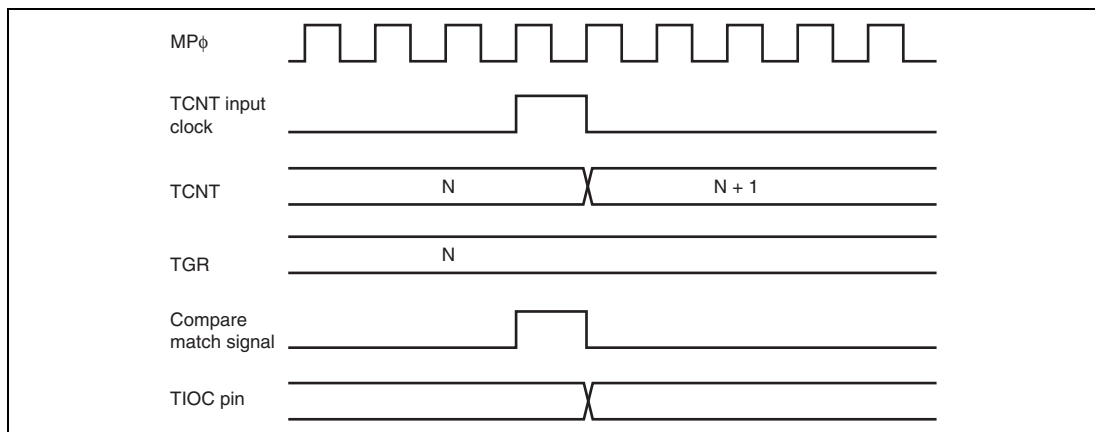 MPϕ
TCNT input
clock
TCNT
N
N + 1
TGR
N
Compare
match signal
TIOC pin